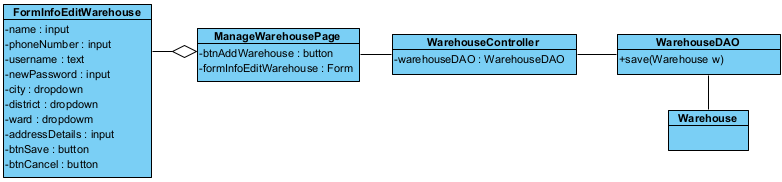 FormInfoEditWarehouse
-name : input
-phoneNumber : input
-username : text
-newPassword : input
-city : dropdown
-district : dropdown
-ward : dropdowm
-addressDetails : input
-btnSave : button
-btnCancel : button
ManageWarehousePage
-btnAddWarehouse : button
-formInfoEditWarehouse : Form
WarehouseController
-warehouseDAO : WarehouseDAO
WarehouseDAO
+save(Warehouse w)
Warehouse